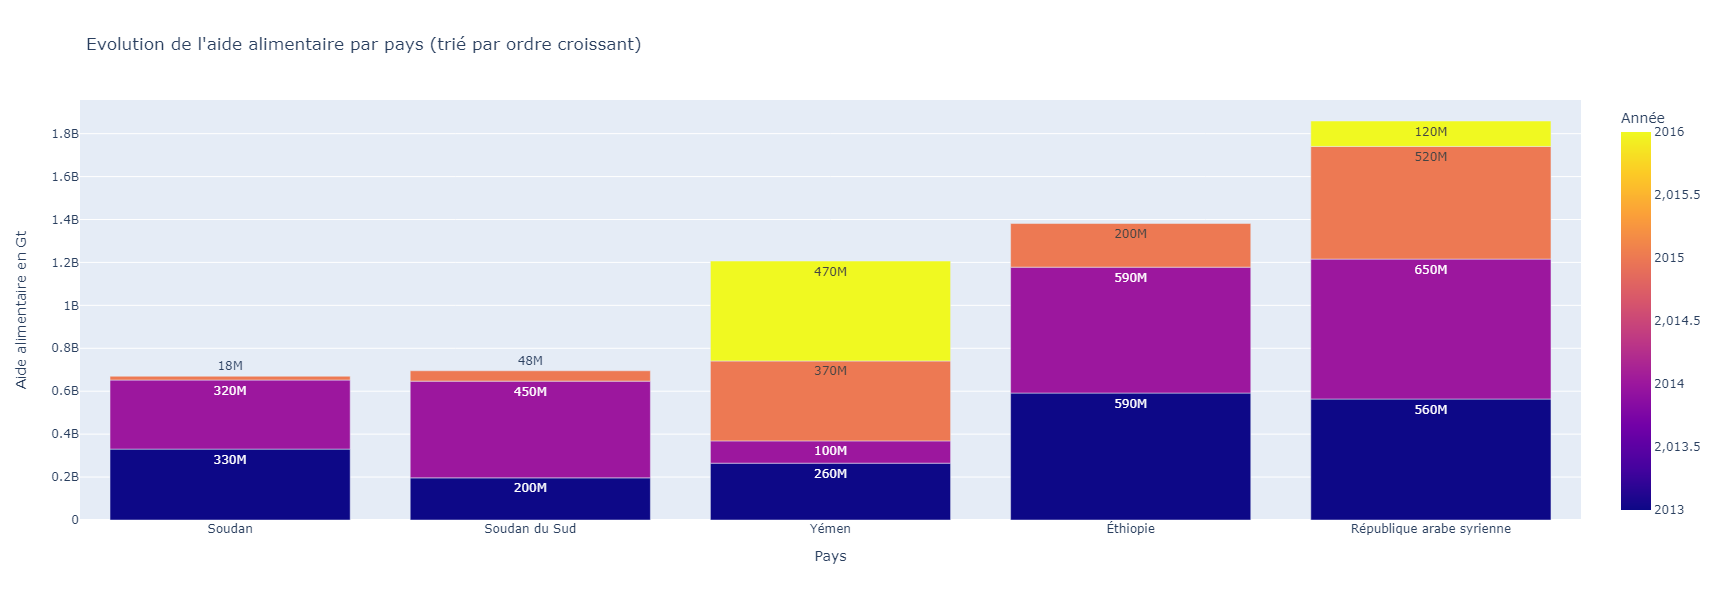 Evolution de l'aide alimentaire par pays (trié par ordre croissant)
Aide alimentaire en Gt
1.8B
1.6B
1.4B
1.2B
1B
0.8B
0.6B
0.4B
0.2B
0
18M
320M
330M
48M
450M
200M
470M
370M
100M
260M
200M
590M
590M
120M
520M
650M
560M
Soudan
Soudan du Sud
Yémen
Éthiopie
République arabe syrienne
Pays
Année
2016
2,015.5
2015
2,014.5
2014
2,013.5
2013